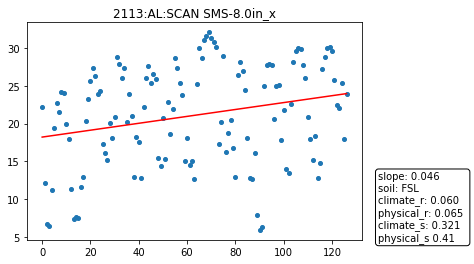 2113:AL:SCAN SMS-8.0in_x
30
25
20
15
10
5
0 20 40 60 80 100 120
slope: 0.046
soil: FSL
climate_r: 0.060
physical_r: 0.065
climate_s: 0.321
physical_s 0.41